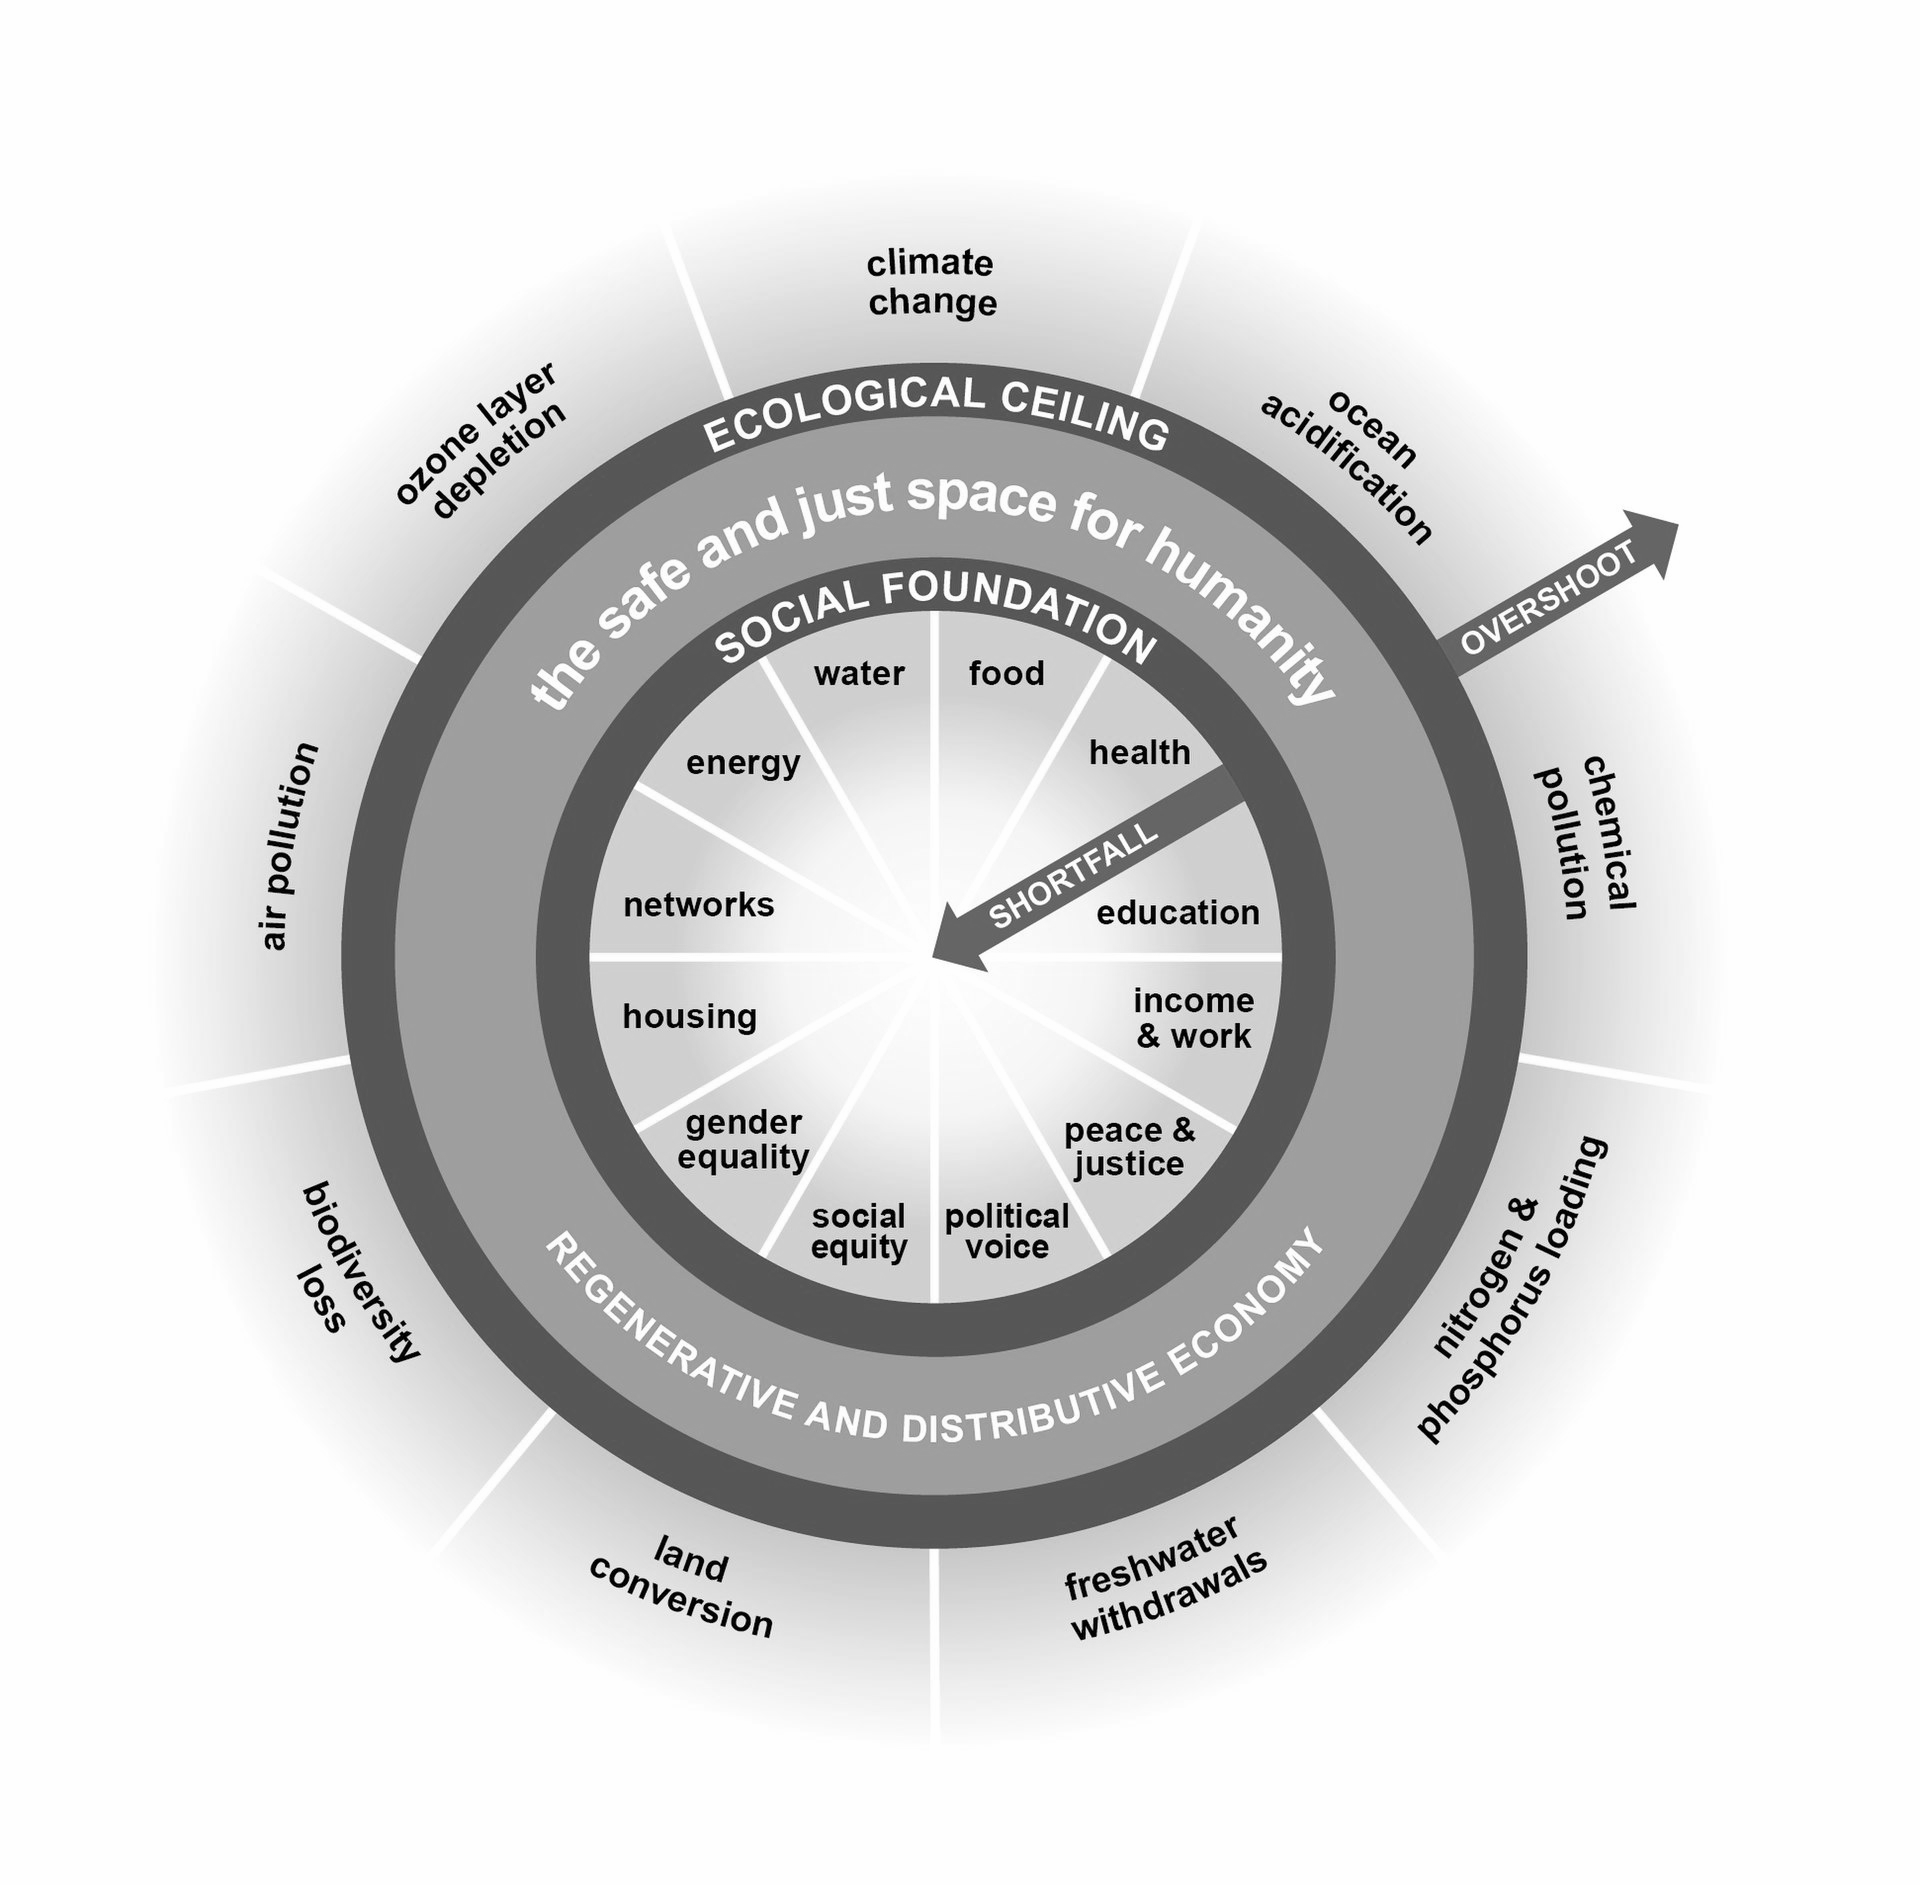 climate
change
ocean
acidification
OVERSHOOT
chemical
pollution
nitrogen &
phosphorus loading
freshwater
withdrawals
land
conversion
biodiversity
loss
air pollution
ozone layer
depletion
ECOLOGICAL CEILING
the safe and just space for humanity
SOCIAL FOUNDATION
water
food
health
SHORTFALL
education
income
& work
peace &
justice
political
voice
social
equity
gender
equality
housing
networks
energy
REGENERATIVE AND DISTRIBUTIVE ECONOMY